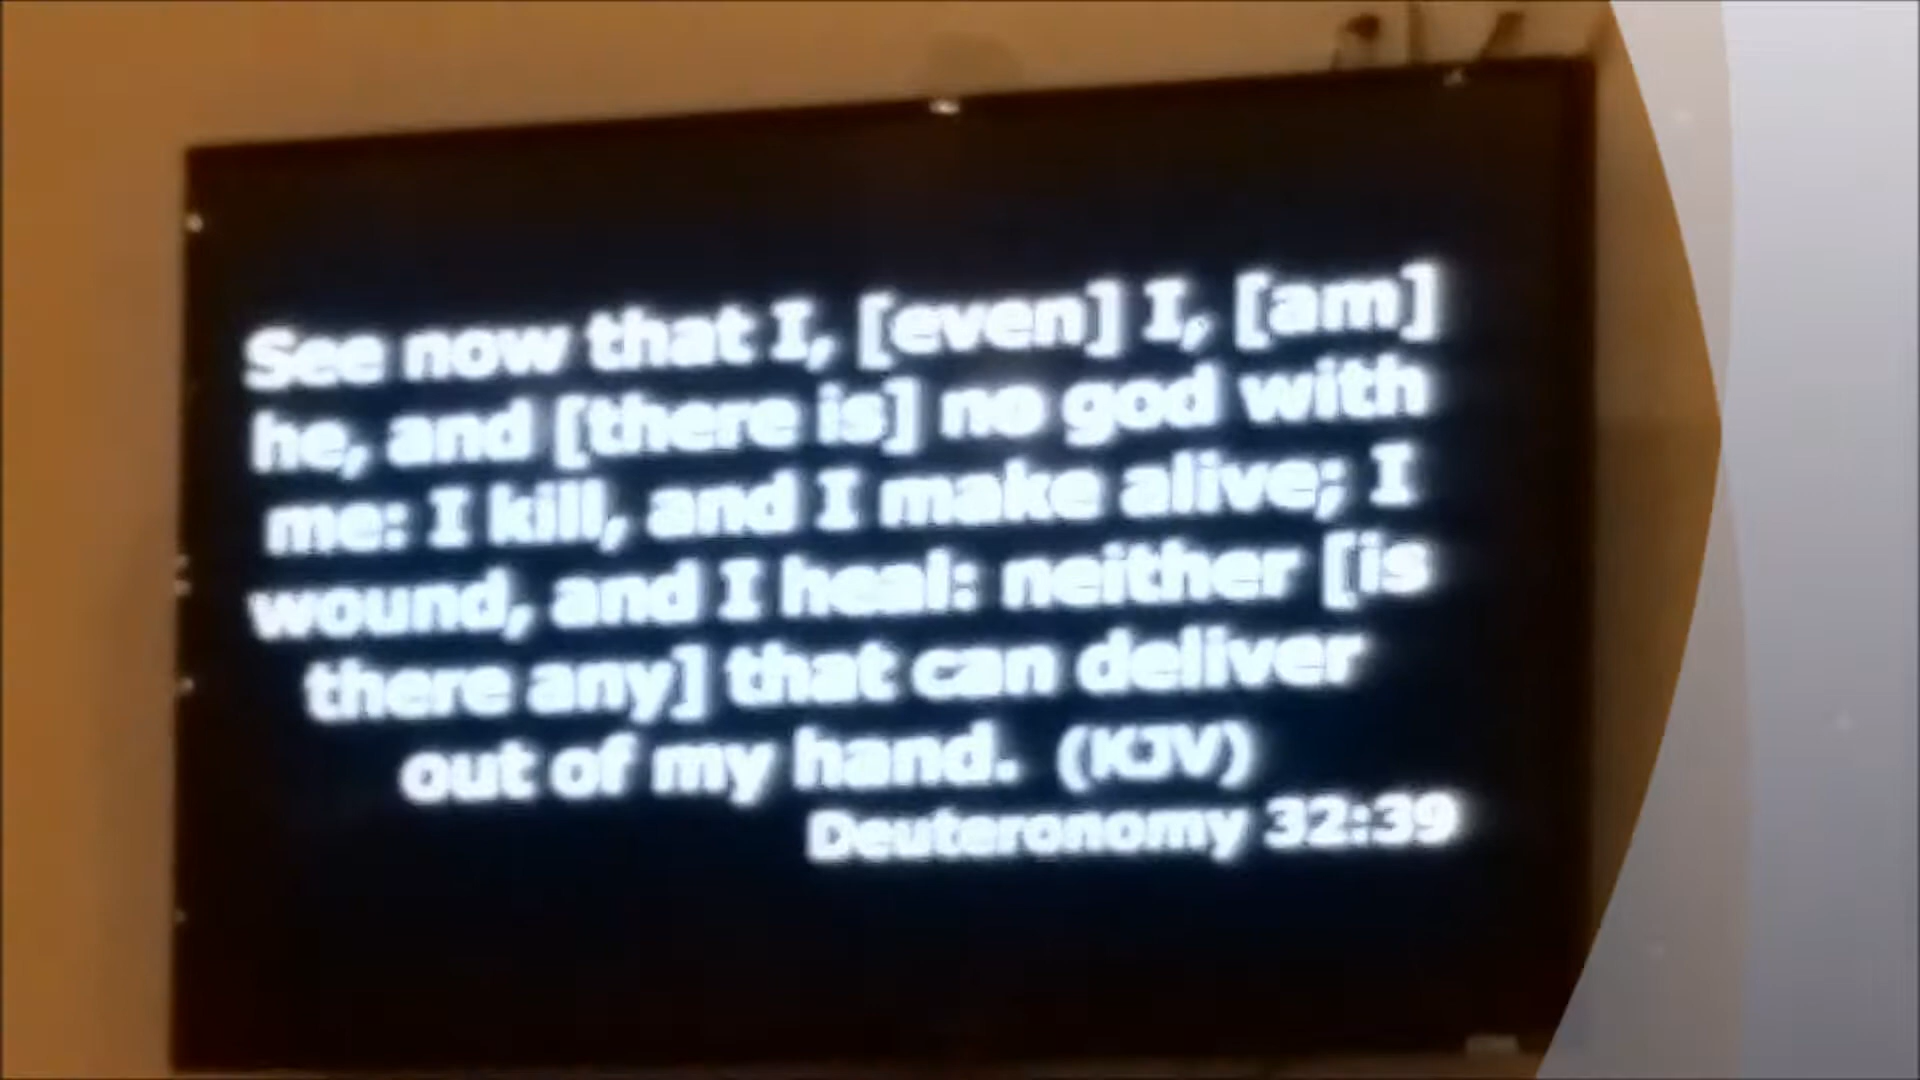 See now that I, [even] I, [am]
he, and [there is] no god with
me: I kill, and I make alive; I
wound, and I heal: neither [is
there any] that can deliver
out of my hand. (KJV)
Deuteronomy 32:39